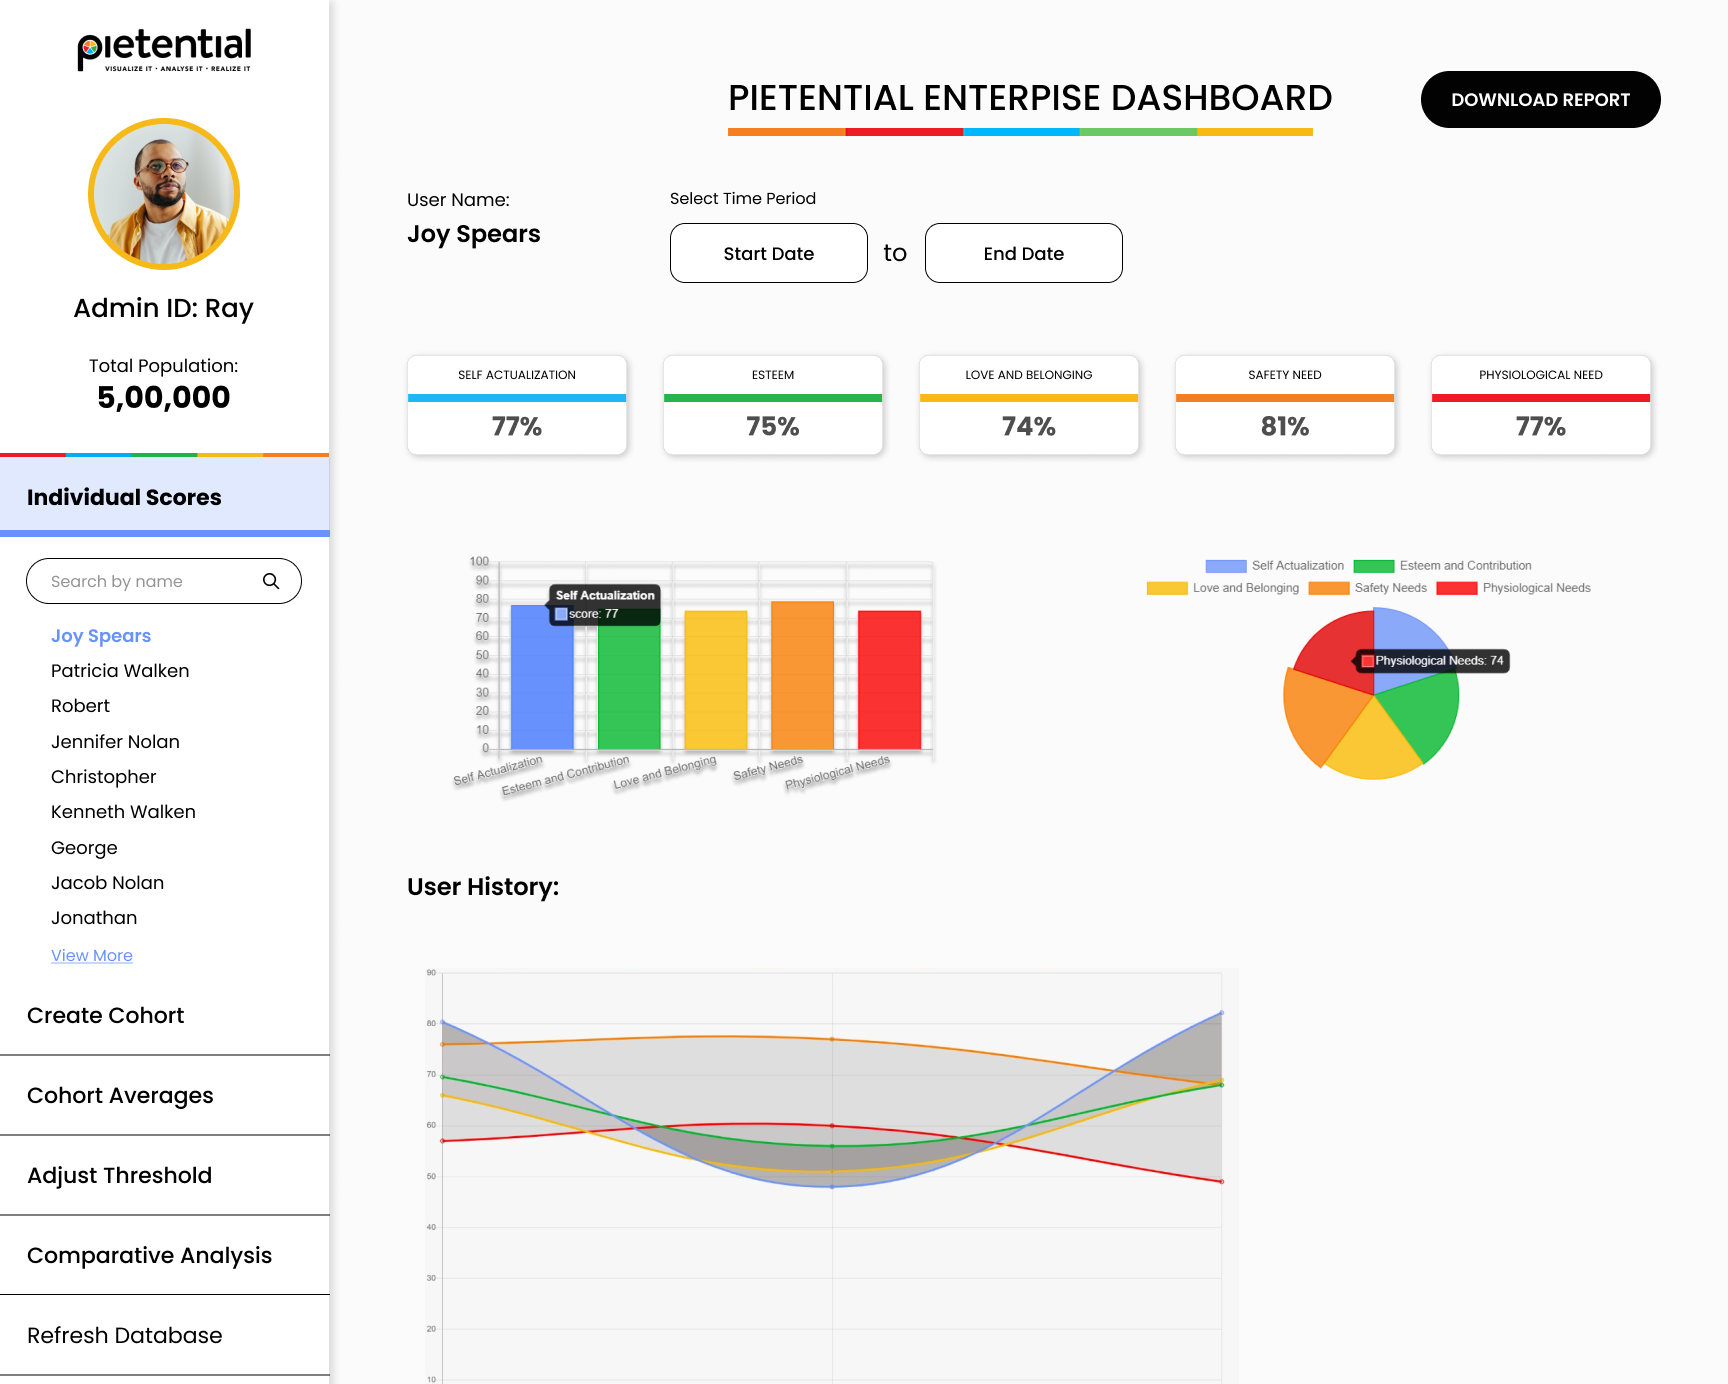 pietential
VISUALIZE IT • ANALYSE IT • REALIZE IT
Admin ID: Ray
Total Population:
5,00,000
Individual Scores
Search by name
Joy Spears
Patricia Walken
Robert
Jennifer Nolan
Christopher
Kenneth Walken
George
Jacob Nolan
Jonathan
View More
Create Cohort
Cohort Averages
Adjust Threshold
Comparative Analysis
Refresh Database
PIETENTIAL ENTERPISE DASHBOARD
DOWNLOAD REPORT
User Name:
Joy Spears
Select Time Period
Start Date to End Date
SELF ACTUALIZATION
77%
ESTEEM
75%
LOVE AND BELONGING
74%
SAFETY NEED
81%
PHYSIOLOGICAL NEED
77%
100
90
80
70
60
50
40
30
20
10
0
Self Actualization
score: 77
Self Actualization
Esteem and Contribution
Love and Belonging
Safety Needs
Physiological Needs
Self Actualization Esteem and Contribution
Love and Belonging Safety Needs Physiological Needs
Physiological Needs: 74
User History:
90
80
70
60
50
40
30
20
10